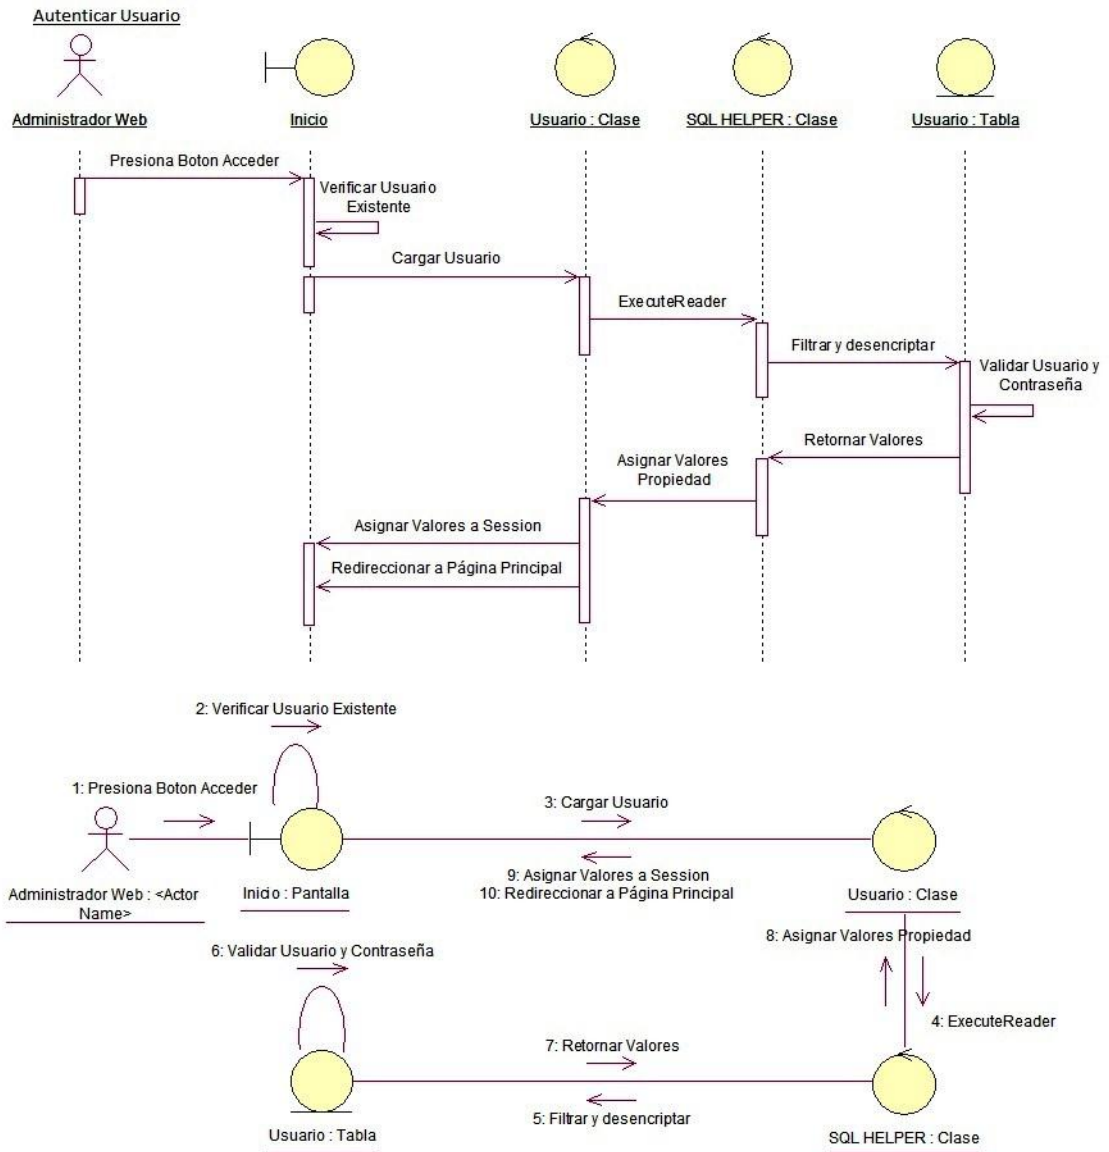 Autenticar Usuario
Administrador Web
Inicio
Usuario : Clase
SQL HELPER : Clase
Usuario : Tabla
Presiona Boton Acceder
Verificar Usuario
Existente
Cargar Usuario
ExecuteReader
Filtrar y desencriptar
Validar Usuario y
Contraseña
Retornar Valores
Asignar Valores
Propiedad
Asignar Valores a Session
Redireccionar a Página Principal
2: Verificar Usuario Existente
1: Presiona Boton Acceder
3: Cargar Usuario
9: Asignar Valores a Session
10: Redireccionar a Página Principal
Administrador Web : <Actor
Name>
Inicio : Pantalla
Usuario : Clase
6: Validar Usuario y Contraseña
8: Asignar Valores Propiedad
4: ExecuteReader
7: Retornar Valores
5: Filtrar y desencriptar
Usuario : Tabla
SQL HELPER : Clase